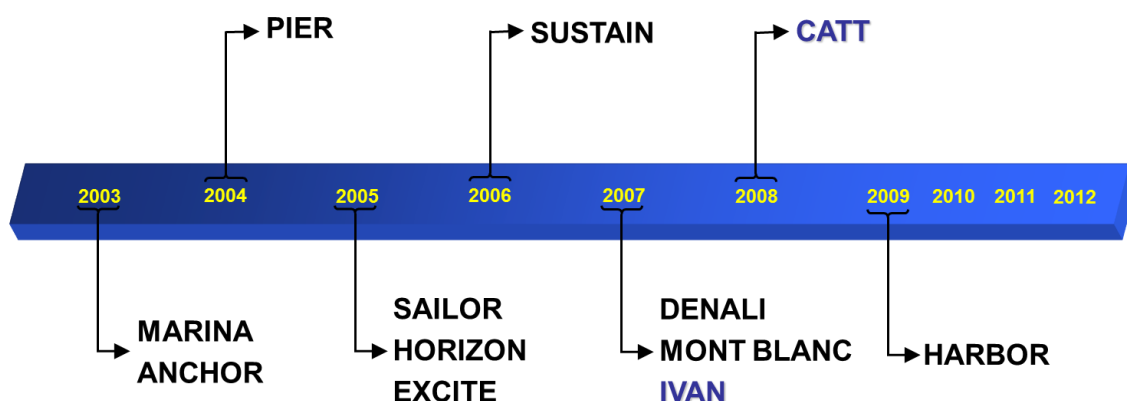 PIER
SUSTAIN
CATT
2003
2004
2005
2006
2007
2008
2009
2010
2011
2012
MARINA
ANCHOR
SAILOR
HORIZON
EXCITE
DENALI
MONT BLANC
IVAN
HARBOR